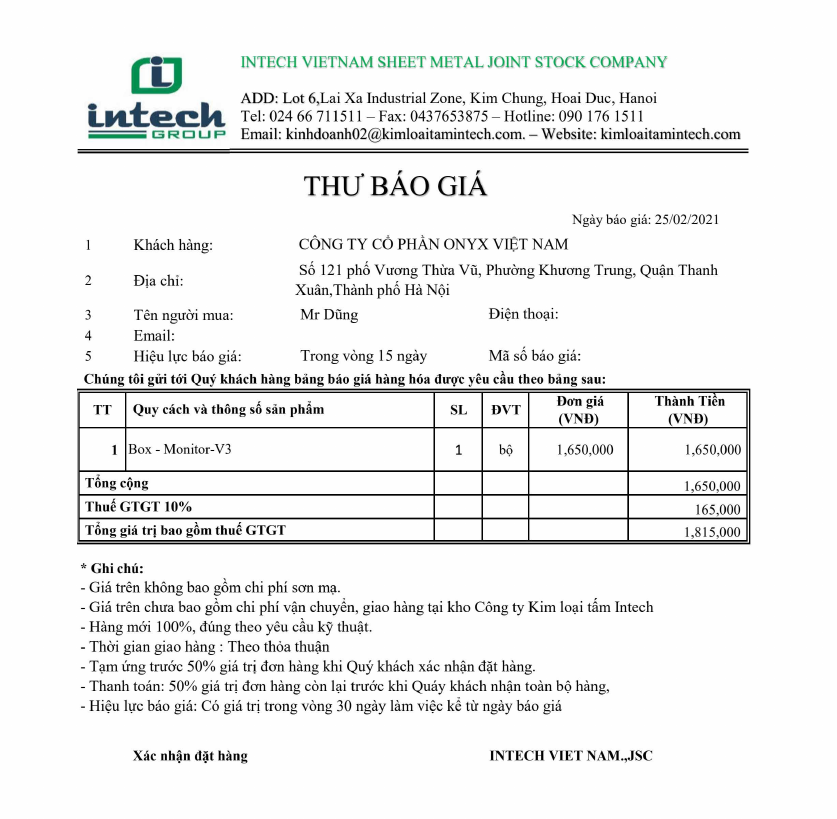 INTECH VIETNAM SHEET METAL JOINT STOCK COMPANY
intech
GROUP
ADD: Lot 6,Lai Xa Industrial Zone, Kim Chung, Hoai Duc, Hanoi
Tel: 024 66 711511 – Fax: 0437653875 – Hotline: 090 176 1511
Email: kinhdoanh02@kimloaitamintech.com. – Website: kimloaitamintech.com
THƯ BÁO GIÁ
Ngày báo giá: 25/02/2021
1 Khách hàng: CÔNG TY CỔ PHẦN ONYX VIỆT NAM
2 Địa chỉ: Số 121 phố Vương Thừa Vũ, Phường Khương Trung, Quận Thanh
Xuân,Thành phố Hà Nội
3 Tên người mua: Mr Dũng Điện thoại:
4 Email:
5 Hiệu lực báo giá: Trong vòng 15 ngày Mã số báo giá:
Chúng tôi gửi tới Quý khách hàng bảng báo giá hàng hóa được yêu cầu theo bảng sau:
TT Quy cách và thông số sản phẩm SL ĐVT Đơn giá (VNĐ) Thành Tiền (VNĐ)
1 Box - Monitor-V3 1 bộ 1,650,000 1,650,000
Tổng cộng 1,650,000
Thuế GTGT 10% 165,000
Tổng giá trị bao gồm thuế GTGT 1,815,000
* Ghi chú:
- Giá trên không bao gồm chi phí sơn mạ.
- Giá trên chưa bao gồm chi phí vận chuyển, giao hàng tại kho Công ty Kim loại tấm Intech
- Hàng mới 100%, đúng theo yêu cầu kỹ thuật.
- Thời gian giao hàng : Theo thỏa thuận
- Tạm ứng trước 50% giá trị đơn hàng khi Quý khách xác nhận đặt hàng.
- Thanh toán: 50% giá trị đơn hàng còn lại trước khi Quáy khách nhận toàn bộ hàng,
- Hiệu lực báo giá: Có giá trị trong vòng 30 ngày làm việc kể từ ngày báo giá
Xác nhận đặt hàng INTECH VIET NAM.,JSC